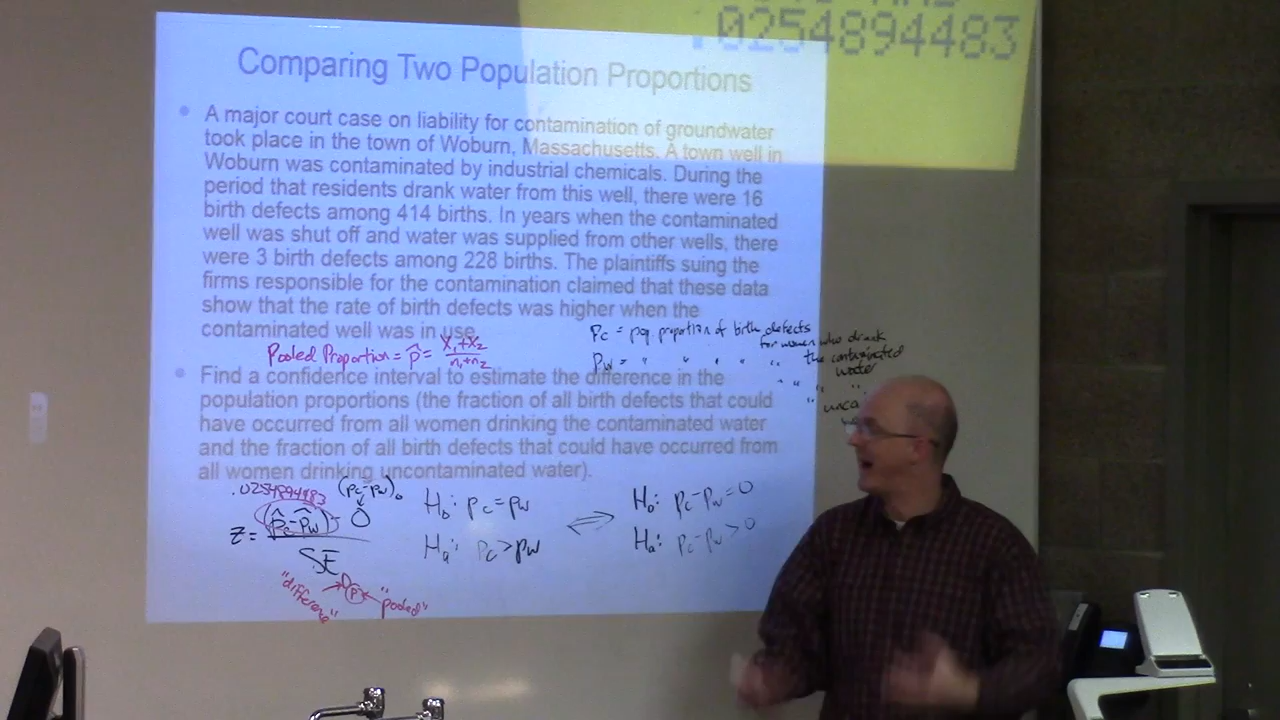 .0254894483
Comparing Two Population Proportions
• A major court case on liability for contamination of groundwater
took place in the town of Woburn, Massachusetts. A town well in
Woburn was contaminated by industrial chemicals. During the
period that residents drank water from this well, there were 16
birth defects among 414 births. In years when the contaminated
well was shut off and water was supplied from other wells, there
were 3 birth defects among 228 births. The plaintiffs suing the
firms responsible for the contamination claimed that these data
show that the rate of birth defects was higher when the
contaminated well was in use.
Pooled Proportion = p̂ = (X₁+X₂)/(n₁+n₂)
Pc = pop. proportion of birth defects
for women who drank
the contaminated
water
Pw = " " " " "
" " " "
" unco
• Find a confidence interval to estimate the difference in the
population proportions (the fraction of all birth defects that could
have occurred from all women drinking the contaminated water
and the fraction of all birth defects that could have occurred from
all women drinking uncontaminated water).
.0254894483 (Pc-Pw)₀
z = ((p̂c-p̂w) - 0)/SE
D P
"difference" "pooled"
H₀: Pc = Pw
Hₐ: Pc > Pw
⟺
H₀: Pc-Pw = 0
Hₐ: Pc-Pw > 0